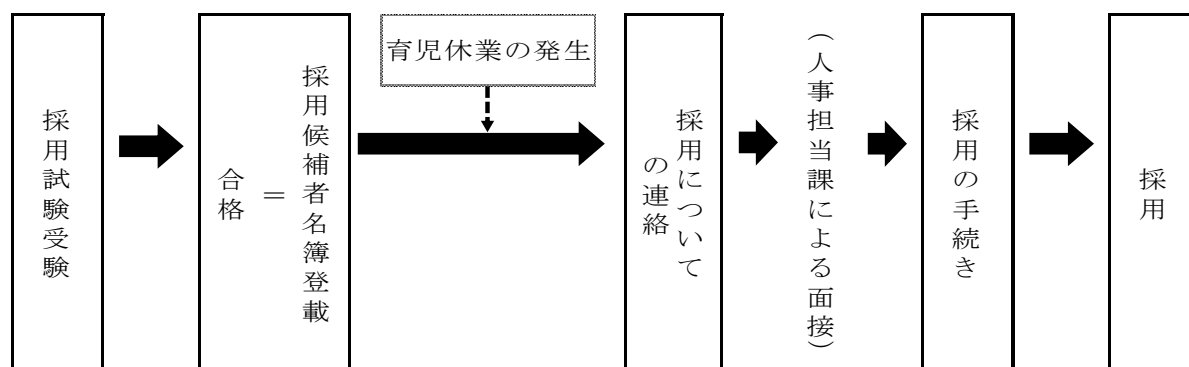 採用試験受験
合格
＝
採用候補者名簿登載
育児休業の発生
採用について
の連絡
（人事担当課による面接）
採用の手続き
採用